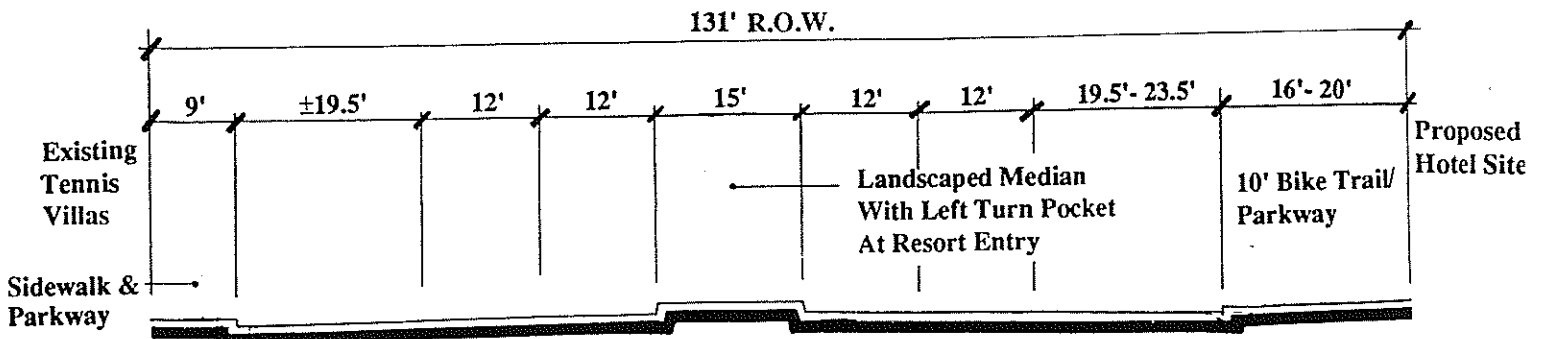 131' R.O.W.
9'
±19.5'
12'
12'
15'
12'
12'
19.5'- 23.5'
16'- 20'
Existing
Tennis
Villas
Sidewalk &
Parkway
Landscaped Median
With Left Turn Pocket
At Resort Entry
10' Bike Trail/
Parkway
Proposed
Hotel Site